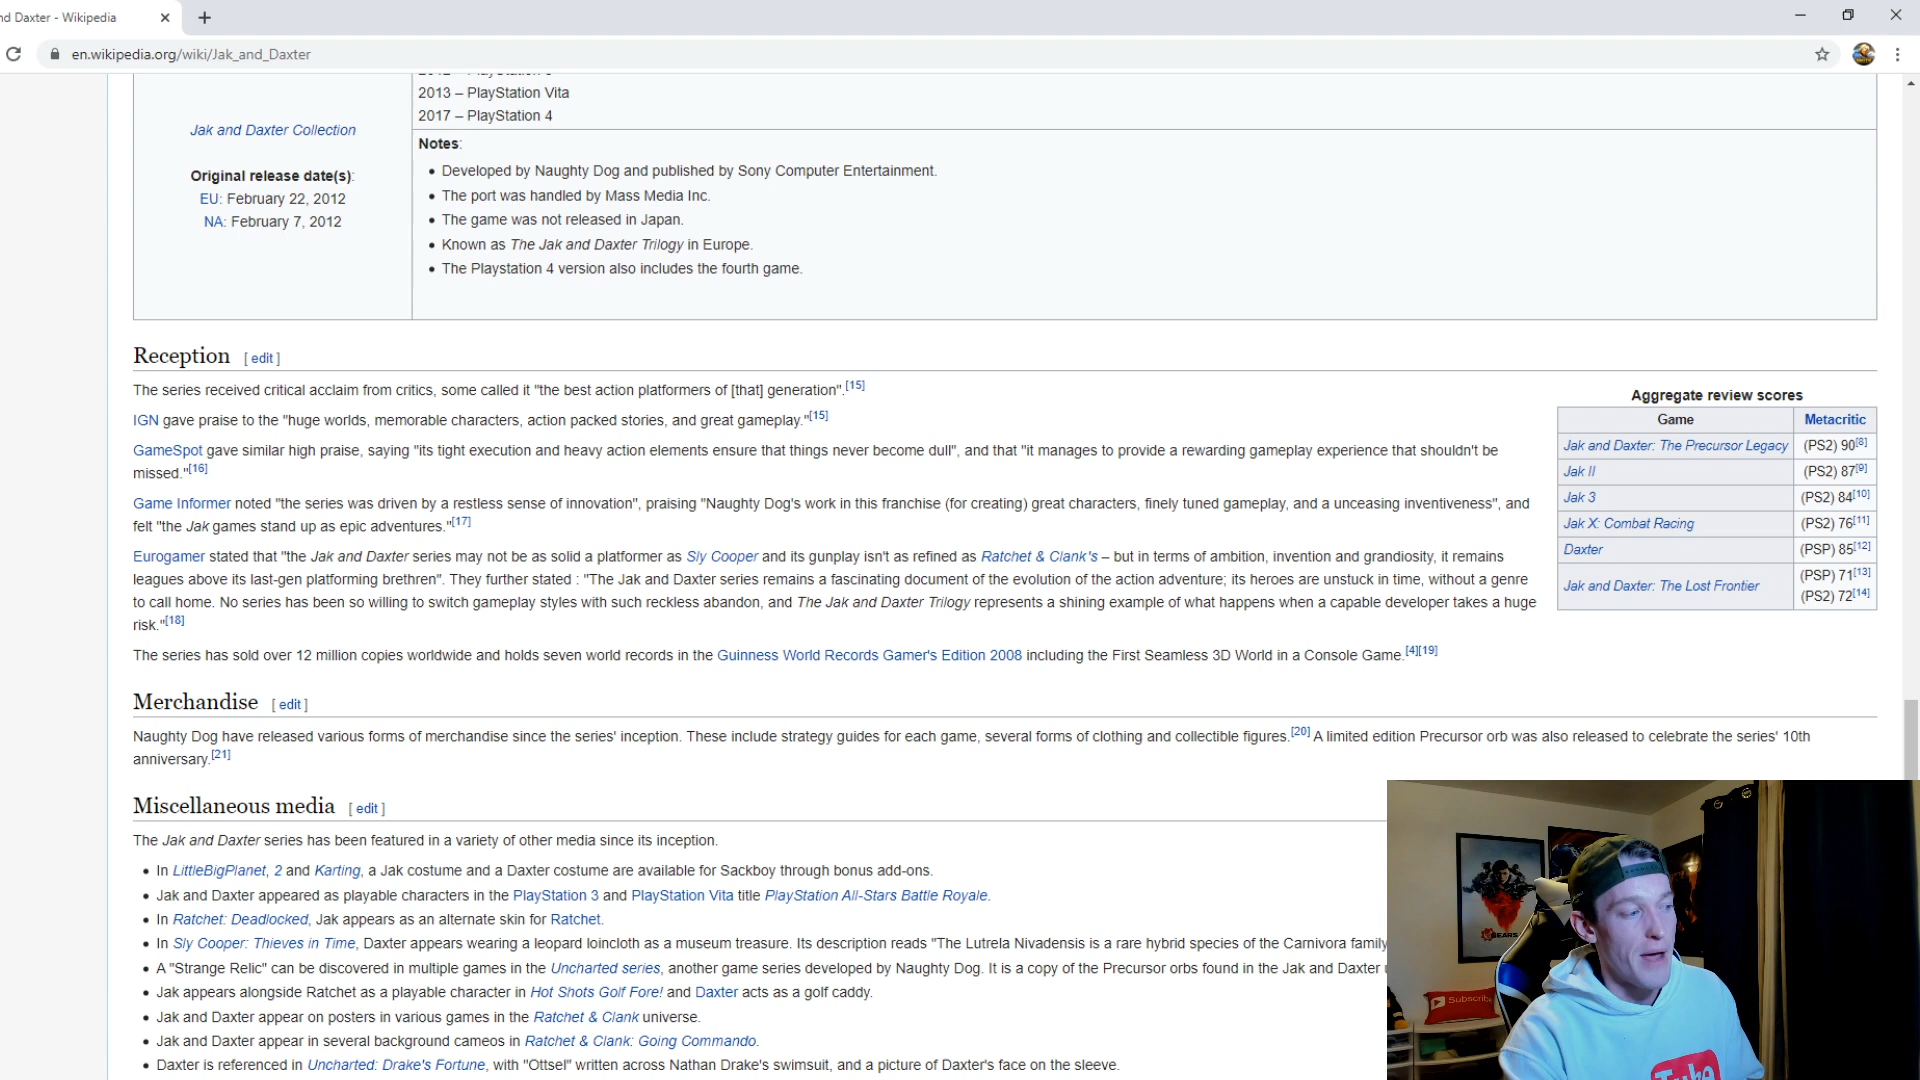 nd Daxter - Wikipedia
en.wikipedia.org/wiki/Jak_and_Daxter
2013 – PlayStation Vita
2017 – PlayStation 4
Jak and Daxter Collection
Original release date(s):
EU: February 22, 2012
NA: February 7, 2012
Notes:
• Developed by Naughty Dog and published by Sony Computer Entertainment.
• The port was handled by Mass Media Inc.
• The game was not released in Japan.
• Known as The Jak and Daxter Trilogy in Europe.
• The Playstation 4 version also includes the fourth game.
Reception [ edit ]
The series received critical acclaim from critics, some called it "the best action platformers of [that] generation".[15]
IGN gave praise to the "huge worlds, memorable characters, action packed stories, and great gameplay."[15]
GameSpot gave similar high praise, saying "its tight execution and heavy action elements ensure that things never become dull", and that "it manages to provide a rewarding gameplay experience that shouldn't be
missed."[16]
Game Informer noted "the series was driven by a restless sense of innovation", praising "Naughty Dog's work in this franchise (for creating) great characters, finely tuned gameplay, and a unceasing inventiveness", and
felt "the Jak games stand up as epic adventures."[17]
Eurogamer stated that "the Jak and Daxter series may not be as solid a platformer as Sly Cooper and its gunplay isn't as refined as Ratchet & Clank's – but in terms of ambition, invention and grandiosity, it remains
leagues above its last-gen platforming brethren". They further stated : "The Jak and Daxter series remains a fascinating document of the evolution of the action adventure; its heroes are unstuck in time, without a genre
to call home. No series has been so willing to switch gameplay styles with such reckless abandon, and The Jak and Daxter Trilogy represents a shining example of what happens when a capable developer takes a huge
risk."[18]
The series has sold over 12 million copies worldwide and holds seven world records in the Guinness World Records Gamer's Edition 2008 including the First Seamless 3D World in a Console Game.[4][19]
Aggregate review scores
Game Metacritic
Jak and Daxter: The Precursor Legacy (PS2) 90[8]
Jak II (PS2) 87[9]
Jak 3 (PS2) 84[10]
Jak X: Combat Racing (PS2) 76[11]
Daxter (PSP) 85[12]
Jak and Daxter: The Lost Frontier (PSP) 71[13]
(PS2) 72[14]
Merchandise [ edit ]
Naughty Dog have released various forms of merchandise since the series' inception. These include strategy guides for each game, several forms of clothing and collectible figures.[20] A limited edition Precursor orb was also released to celebrate the series' 10th
anniversary.[21]
Miscellaneous media [ edit ]
The Jak and Daxter series has been featured in a variety of other media since its inception.
• In LittleBigPlanet, 2 and Karting, a Jak costume and a Daxter costume are available for Sackboy through bonus add-ons.
• Jak and Daxter appeared as playable characters in the PlayStation 3 and PlayStation Vita title PlayStation All-Stars Battle Royale.
• In Ratchet: Deadlocked, Jak appears as an alternate skin for Ratchet.
• In Sly Cooper: Thieves in Time, Daxter appears wearing a leopard loincloth as a museum treasure. Its description reads "The Lutrela Nivadensis is a rare hybrid species of the Carnivora family
• A "Strange Relic" can be discovered in multiple games in the Uncharted series, another game series developed by Naughty Dog. It is a copy of the Precursor orbs found in the Jak and Daxter
• Jak appears alongside Ratchet as a playable character in Hot Shots Golf Fore! and Daxter acts as a golf caddy.
• Jak and Daxter appear on posters in various games in the Ratchet & Clank universe.
• Jak and Daxter appear in several background cameos in Ratchet & Clank: Going Commando.
• Daxter is referenced in Uncharted: Drake's Fortune, with "Ottsel" written across Nathan Drake's swimsuit, and a picture of Daxter's face on the sleeve.
GEARS
Subscribe
Tube